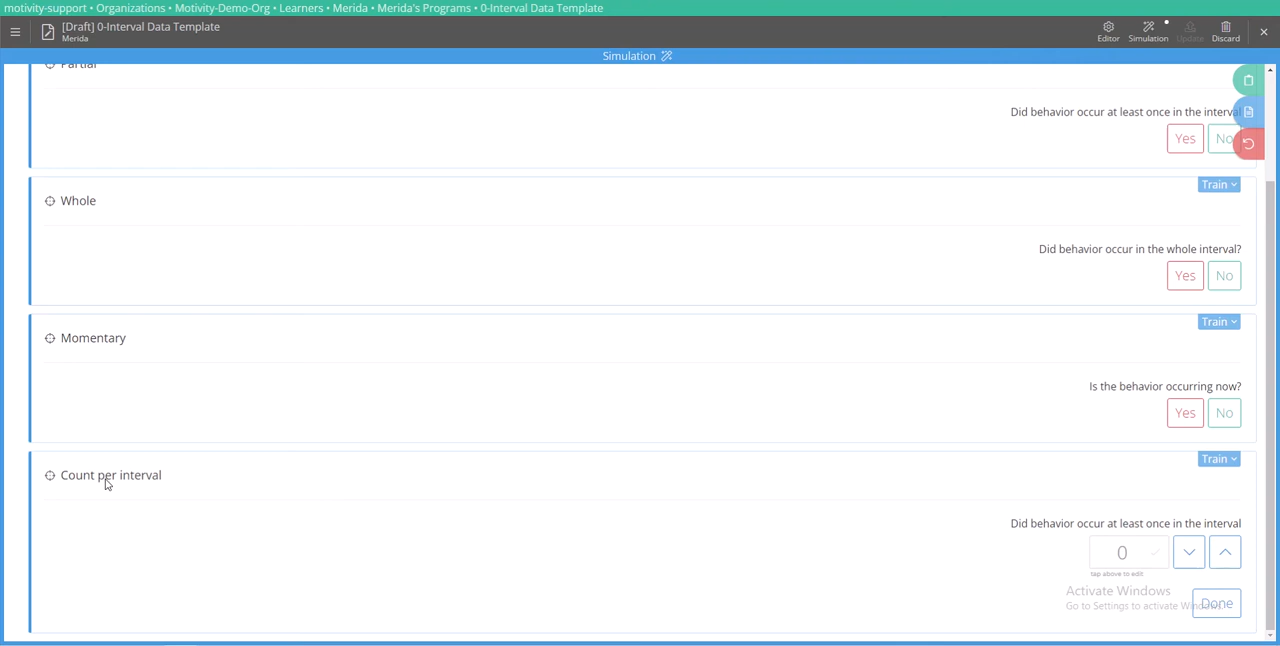 motivity-support • Organizations • Motivity-Demo-Org • Learners • Merida • Merida's Programs • 0-Interval Data Template
[Draft] 0-Interval Data Template
Merida
Editor
Simulation
Update
Discard
Simulation
Partial
Did behavior occur at least once in the interval
Yes
No
Train
Whole
Did behavior occur in the whole interval?
Yes
No
Train
Momentary
Is the behavior occurring now?
Yes
No
Train
Count per interval
Did behavior occur at least once in the interval
0
tap above to edit
Activate Windows
Go to Settings to activate Windows.
Done